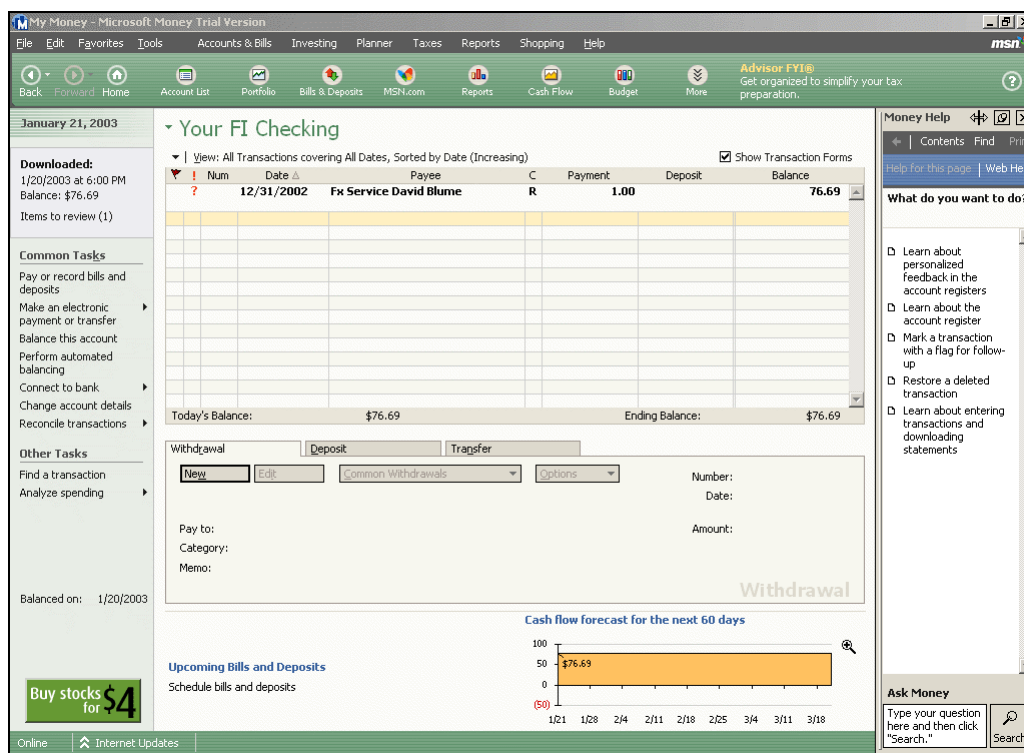 My Money - Microsoft Money Trial Version
File Edit Favorites Tools Accounts & Bills Investing Planner Taxes Reports Shopping Help
msn
Back Forward Home Account List Portfolio Bills & Deposits MSN.com Reports Cash Flow Budget More
Advisor FYI®
Get organized to simplify your tax
preparation.
January 21, 2003
Downloaded:
1/20/2003 at 6:00 PM
Balance: $76.69
Items to review (1)
Common Tasks
Pay or record bills and
deposits
Make an electronic
payment or transfer
Balance this account
Perform automated
balancing
Connect to bank
Change account details
Reconcile transactions
Other Tasks
Find a transaction
Analyze spending
Balanced on: 1/20/2003
Buy stocks
for $4
Your FI Checking
View: All Transactions covering All Dates, Sorted by Date (Increasing) Show Transaction Forms
! Num Date Payee C Payment Deposit Balance
? 12/31/2002 Fx Service David Blume R 1.00 76.69
Today's Balance: $76.69 Ending Balance: $76.69
Withdrawal Deposit Transfer
New Edit Common Withdrawals Options
Number:
Date:
Pay to:
Amount:
Category:
Memo:
Withdrawal
Upcoming Bills and Deposits
Schedule bills and deposits
Cash flow forecast for the next 60 days
100
50
0
(50)
$76.69
1/21 1/28 2/4 2/11 2/18 2/25 3/4 3/11 3/18
Money Help
Contents Find Pri
Help for this page Web He
What do you want to do?
Learn about
personalized
feedback in the
account registers
Learn about the
account register
Mark a transaction
with a flag for follow-
up
Restore a deleted
transaction
Learn about entering
transactions and
downloading
statements
Ask Money
Type your question
here and then click
"Search."
Search
Online Internet Updates